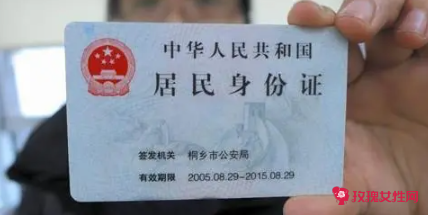 中华人民共和国
居民身份证
签发机关 桐乡市公安局
有效期限 2005.08.29-2015.08.29
玫瑰女性网